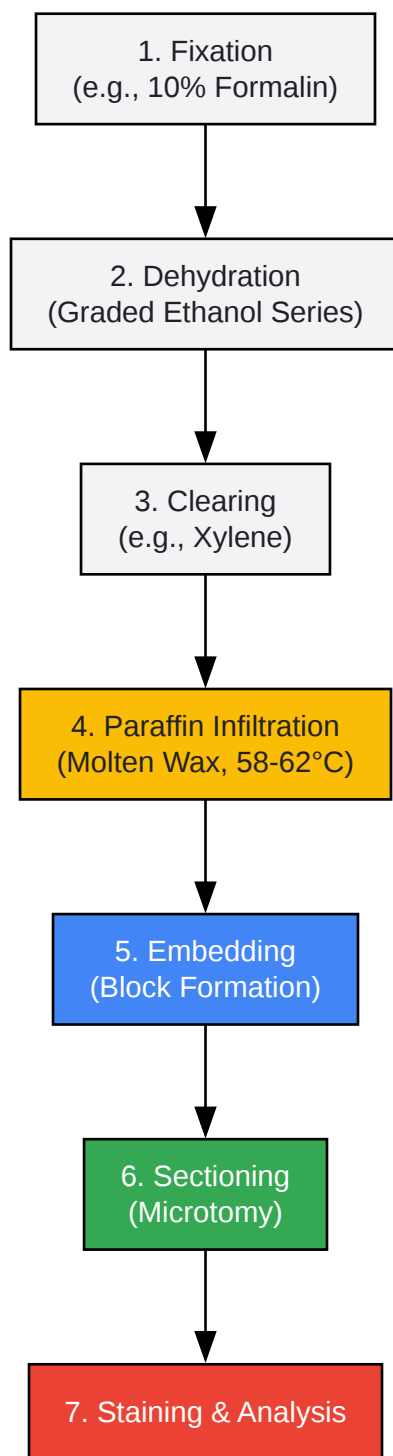 1. Fixation
(e.g., 10% Formalin)
2. Dehydration
(Graded Ethanol Series)
3. Clearing
(e.g., Xylene)
4. Paraffin Infiltration
(Molten Wax, 58-62°C)
5. Embedding
(Block Formation)
6. Sectioning
(Microtomy)
7. Staining & Analysis